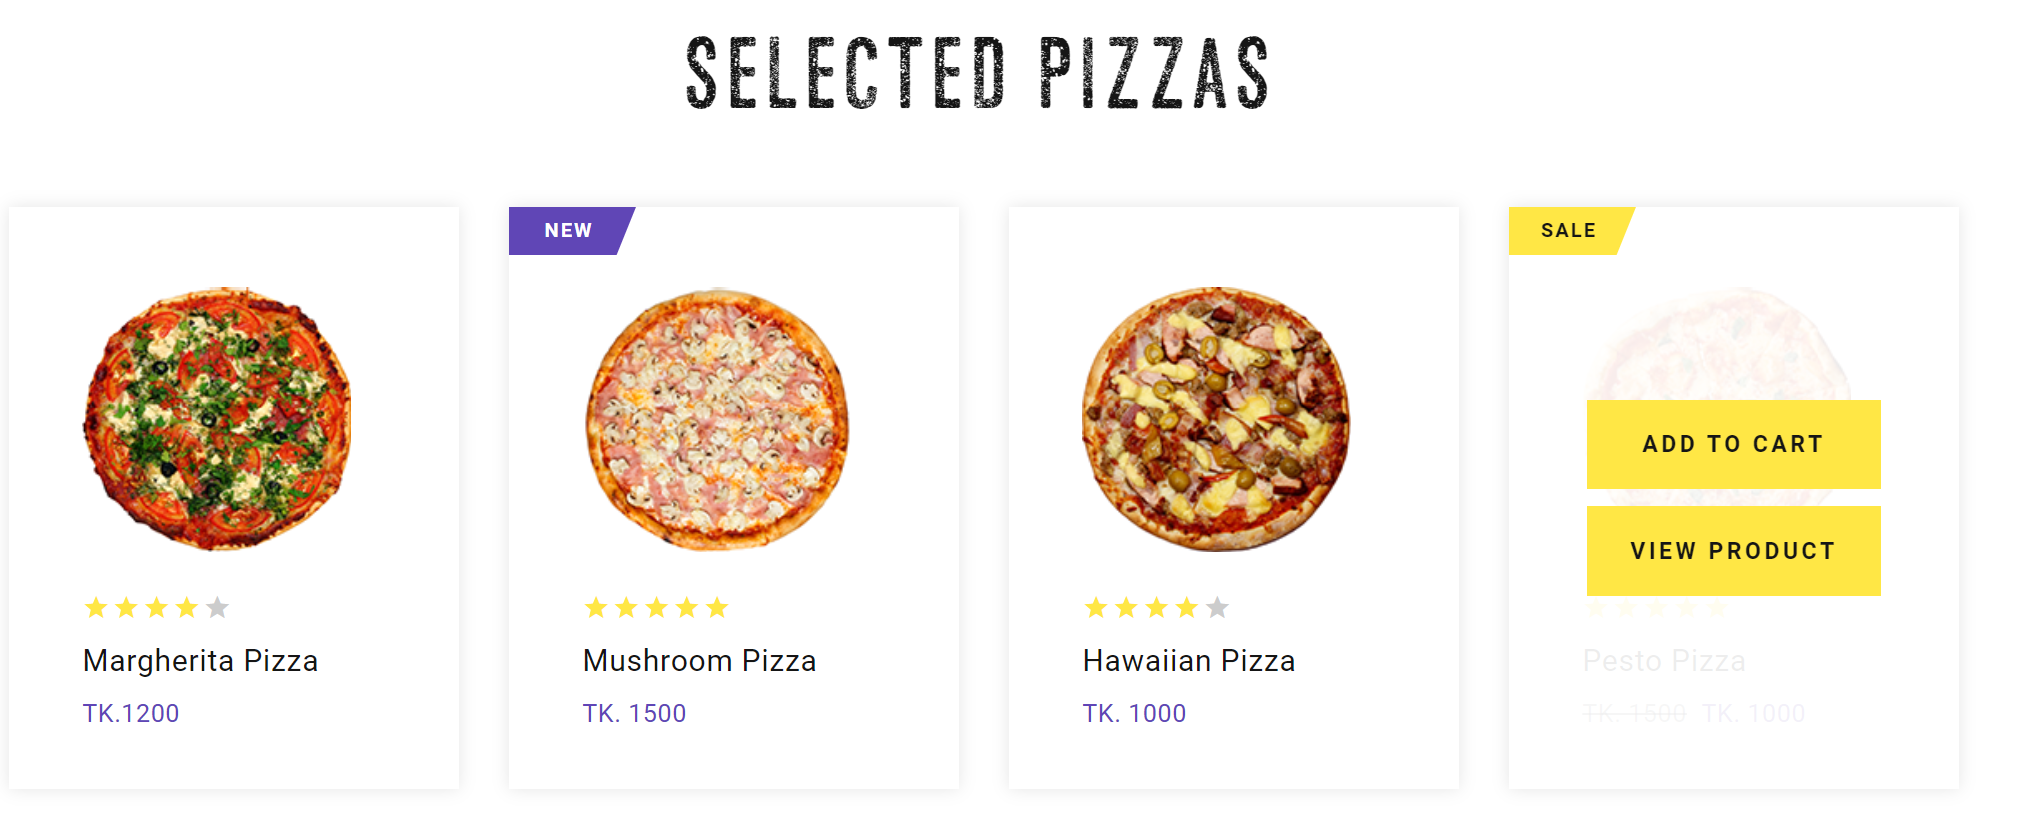 SELECTED PIZZAS
Margherita Pizza
TK.1200
NEW
Mushroom Pizza
TK. 1500
Hawaiian Pizza
TK. 1000
SALE
ADD TO CART
VIEW PRODUCT
Pesto Pizza
TK. 1500 TK. 1000